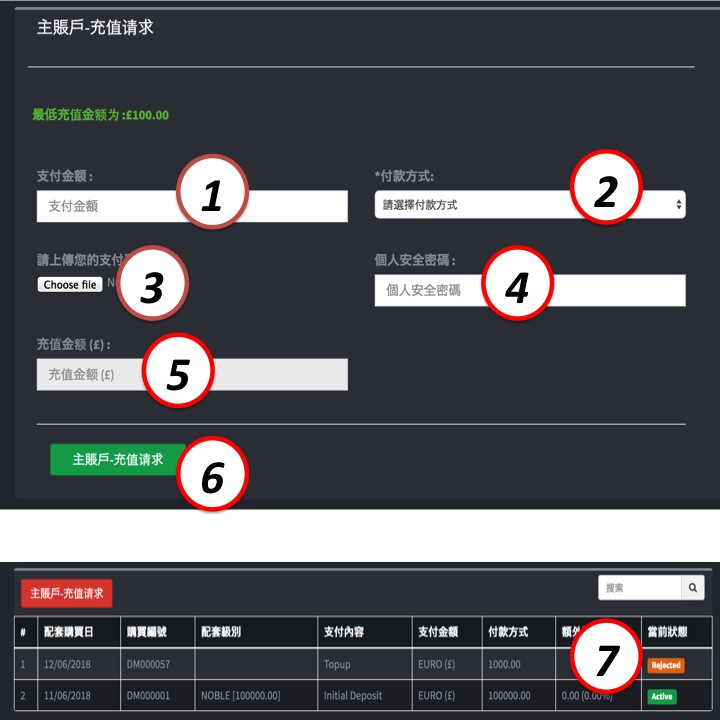 主賬戶-充值请求
最低充值金额为 :£100.00
支付金額 :
*付款方式:
1
2
支付金額
請選擇付款方式
請上傳您的支付
個人安全密碼 :
3
4
Choose file N
個人安全密碼
充值金额 (£) :
5
充值金额 (£)
主賬戶-充值请求
6
主賬戶-充值请求
搜索
# 配套購買日 購買編號 配套級別 支付內容 支付金額 付款方式 額外 當前狀態
7
1 12/06/2018 DM000057 Topup EURO (£) 1000.00 Rejected
2 11/06/2018 DM000001 NOBLE [100000.00] Initial Deposit EURO (£) 100000.00 0.00 (0.00%) Active